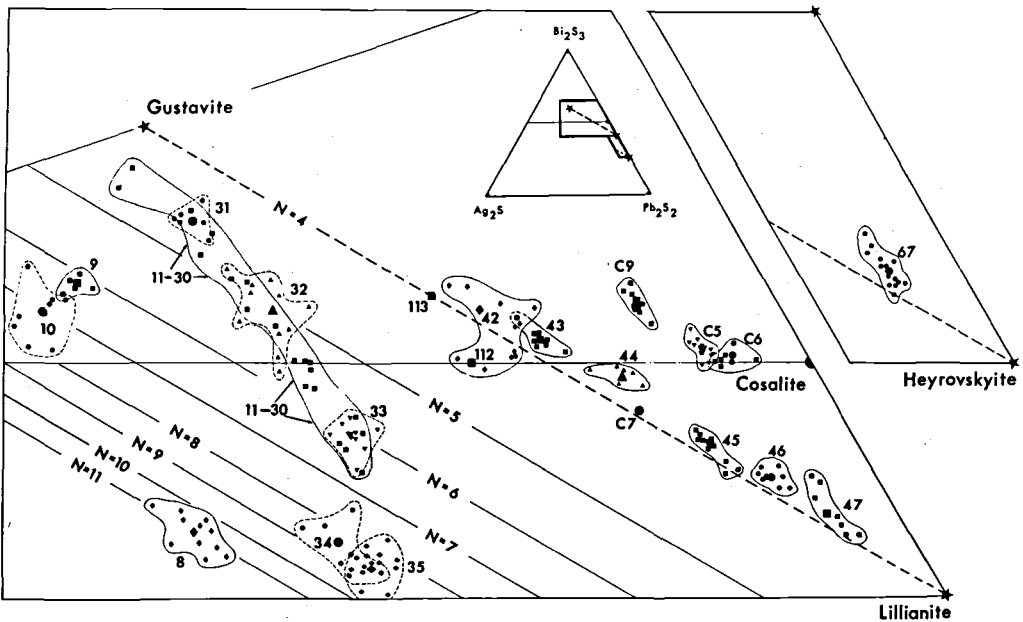 Bi₂S₃
Gustavite
Ag₂S
Pb₂S₂
N=4
31
11-30
32
9
10
113
42
43
C9
67
C5
C6
112
44
Cosalite
Heyrovskyite
C7
11-30
33
N=5
N=8
N=9
N=10
N=11
45
46
N=6
47
N=7
8
34
35
Lillianite